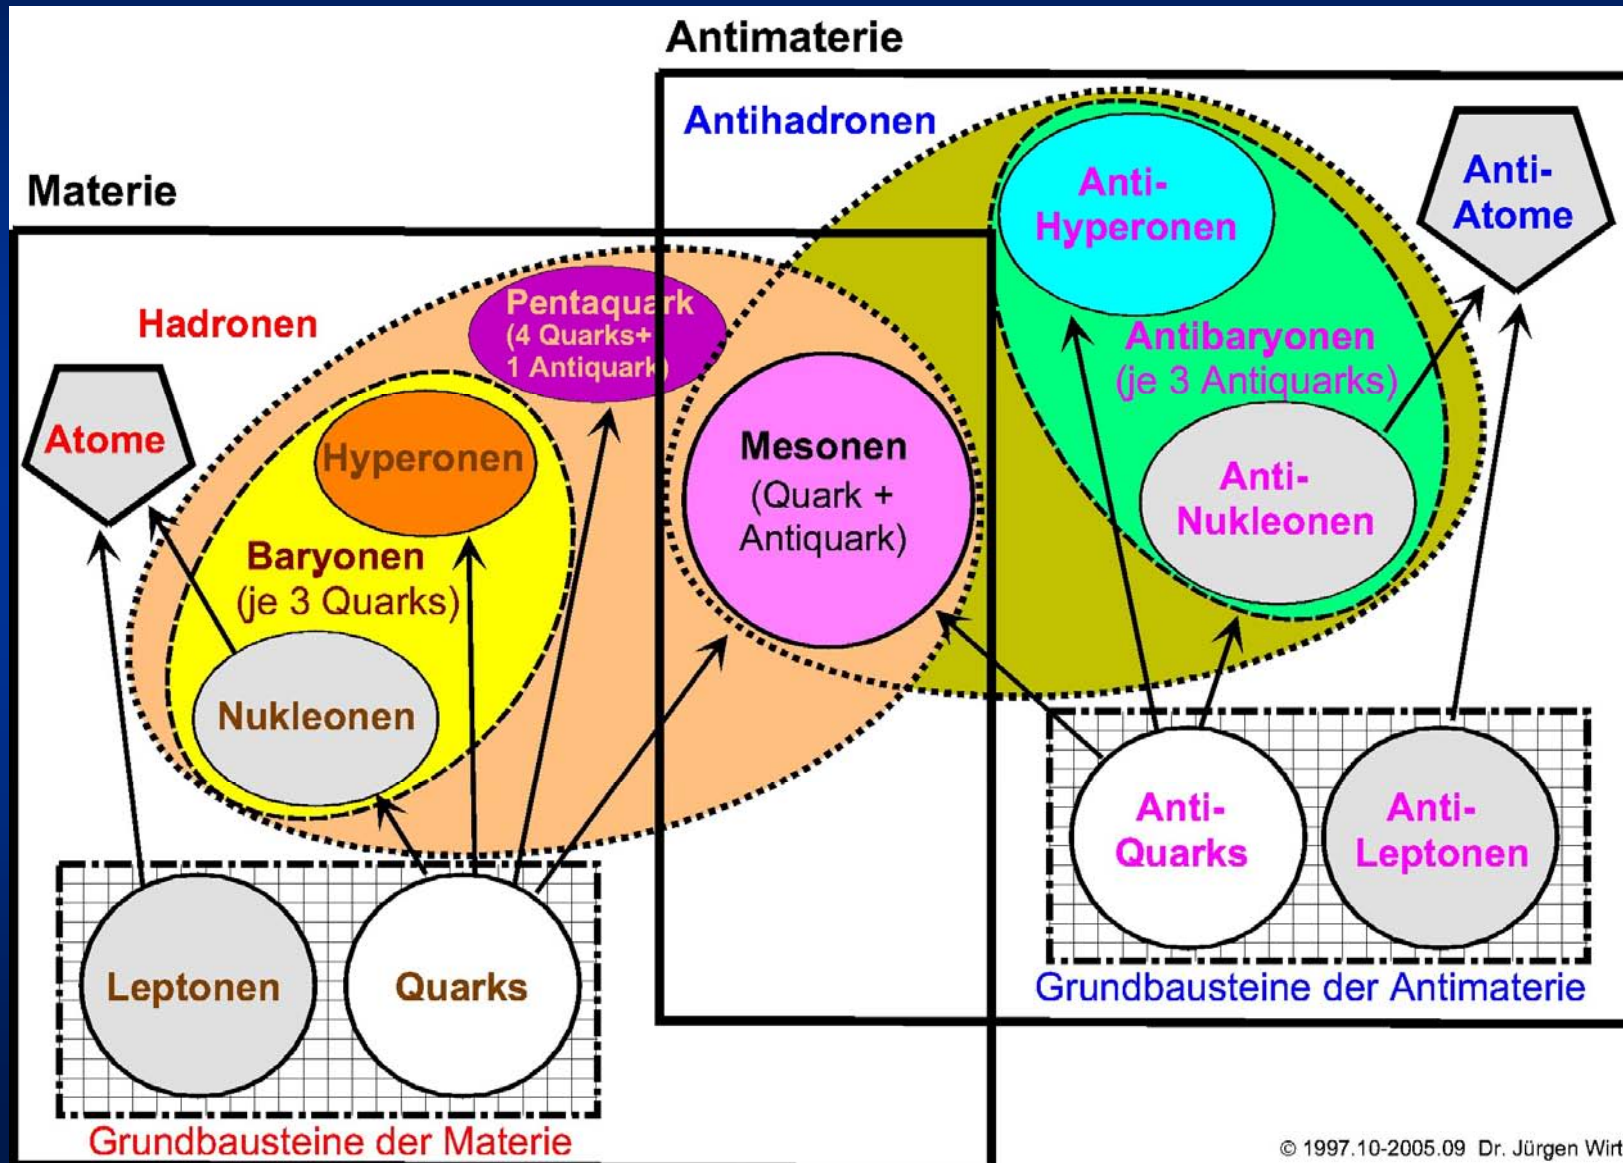 Antimaterie
Antihadronen
Anti-
Hyperonen
Anti-
Atome
Materie
Hadronen
Pentaquark
(4 Quarks+
1 Antiquark)
Antibaryonen
(je 3 Antiquarks)
Atome
Hyperonen
Mesonen
(Quark +
Antiquark)
Anti-
Nukleonen
Baryonen
(je 3 Quarks)
Nukleonen
Anti-
Quarks
Anti-
Leptonen
Leptonen
Quarks
Grundbausteine der Antimaterie
Grundbausteine der Materie
© 1997.10-2005.09 Dr. Jürgen